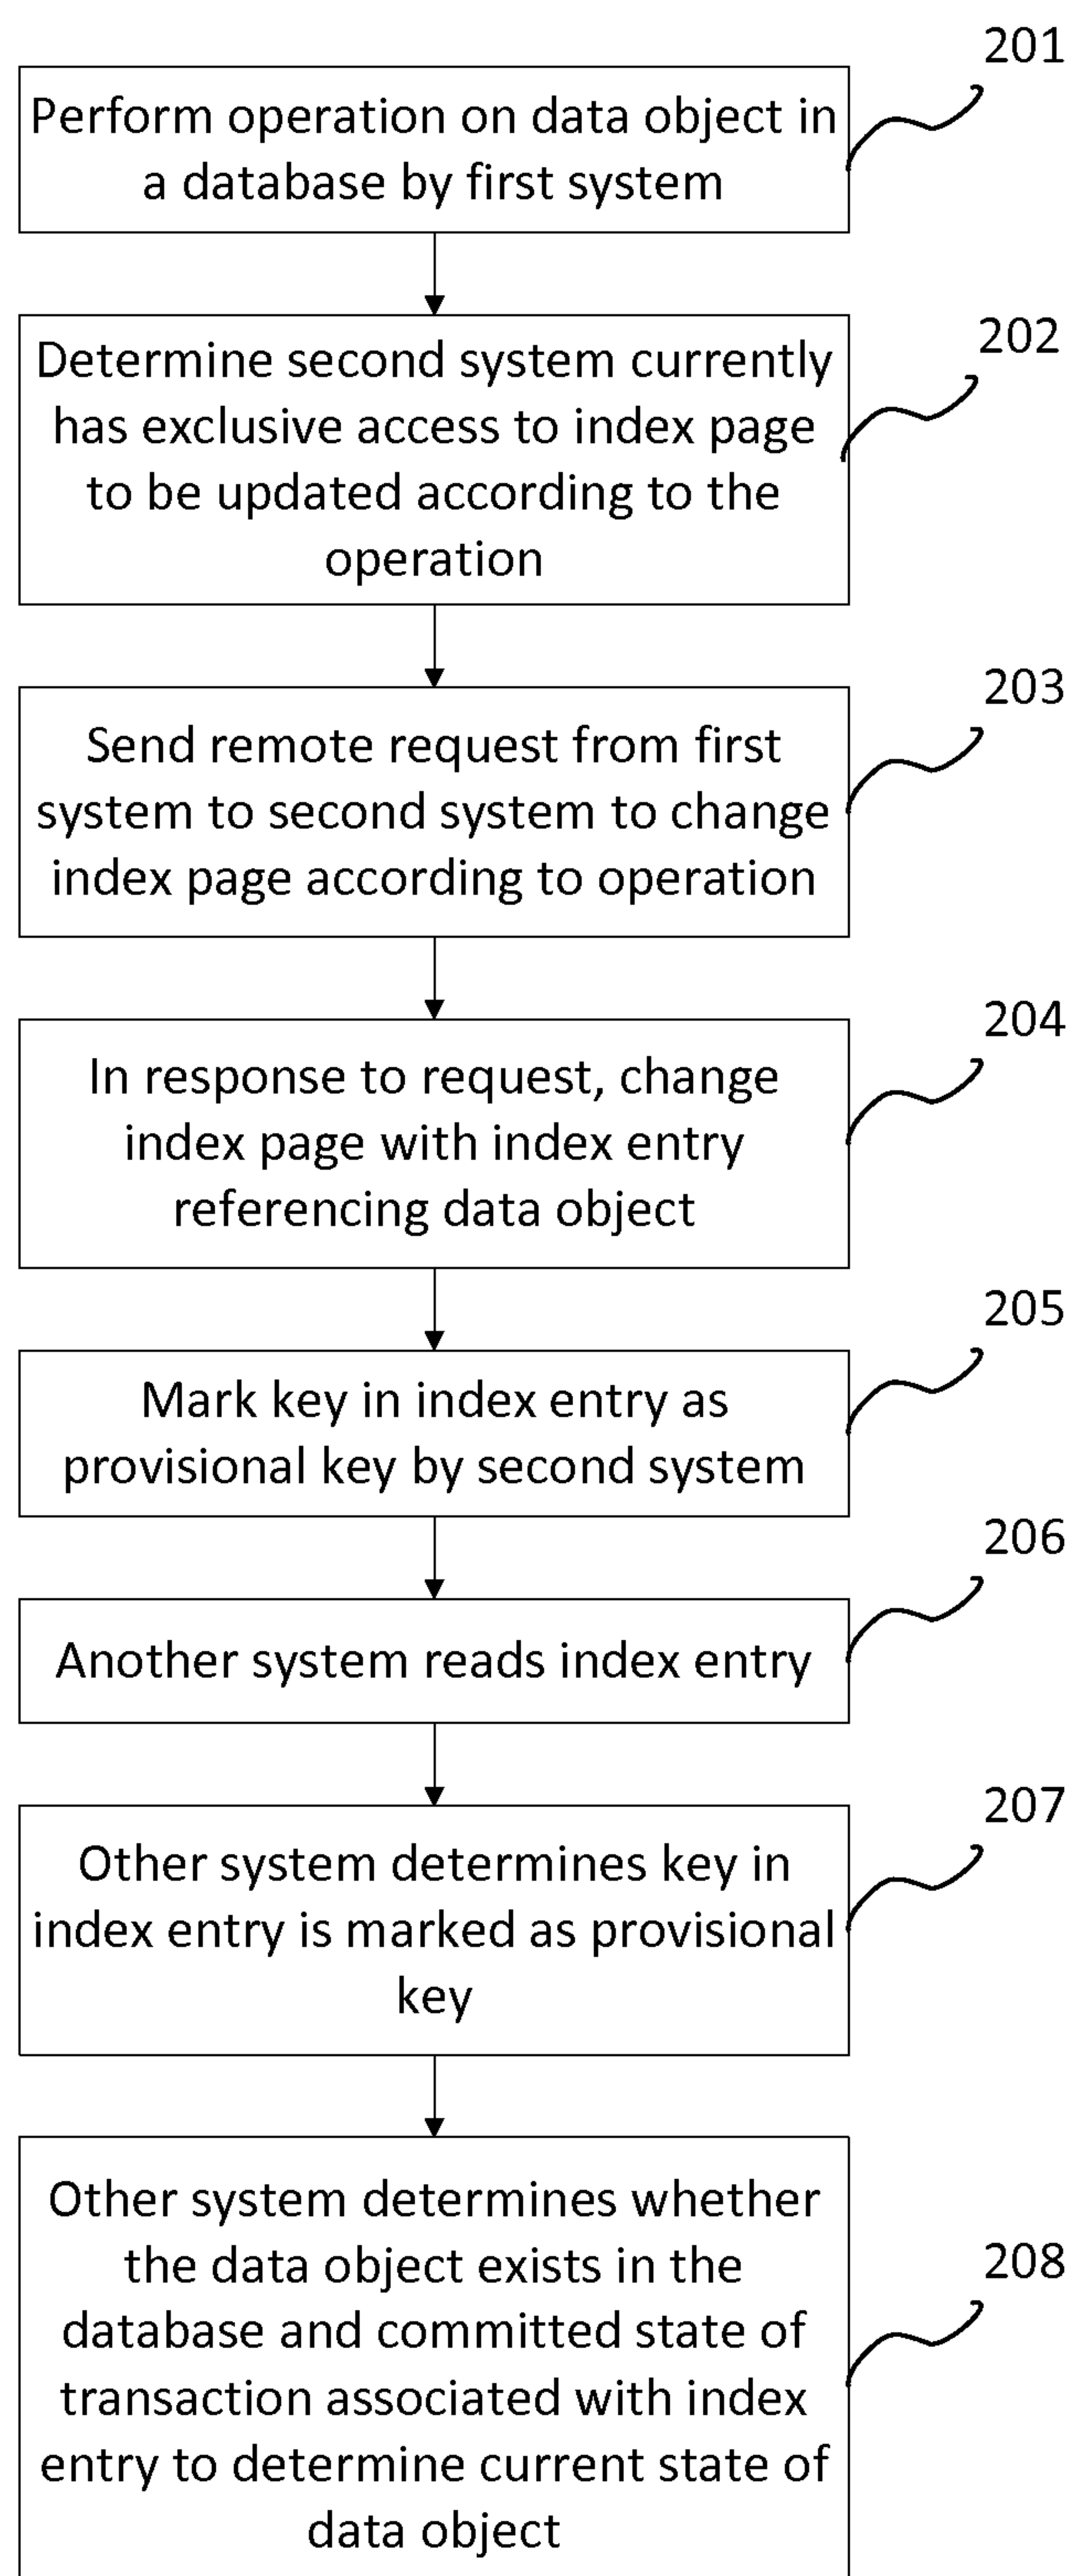 201
Perform operation on data object in
a database by first system
202
Determine second system currently
has exclusive access to index page
to be updated according to the
operation
203
Send remote request from first
system to second system to change
index page according to operation
204
In response to request, change
index page with index entry
referencing data object
205
Mark key in index entry as
provisional key by second system
206
Another system reads index entry
207
Other system determines key in
index entry is marked as provisional
key
208
Other system determines whether
the data object exists in the
database and committed state of
transaction associated with index
entry to determine current state of
data object